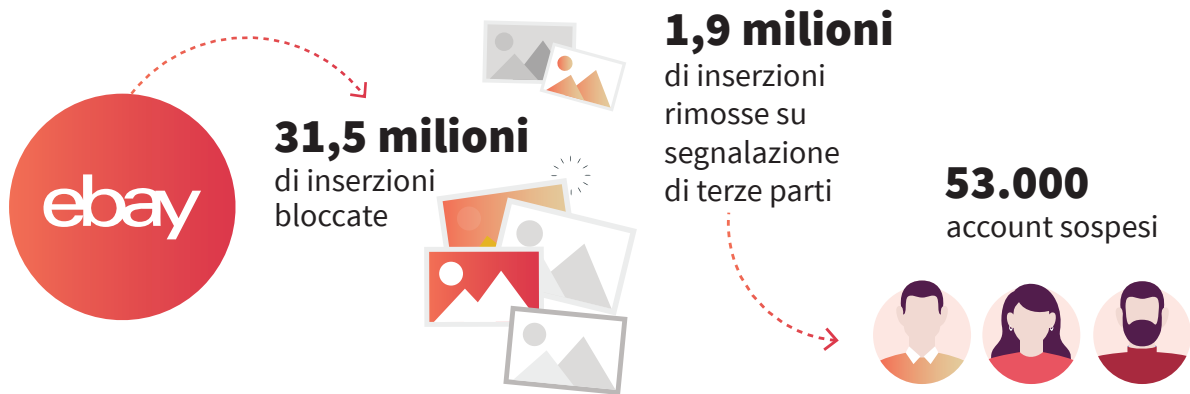 ebay
31,5 milioni
di inserzioni
bloccate
1,9 milioni
di inserzioni
rimosse su
segnalazione
di terze parti
53.000
account sospesi